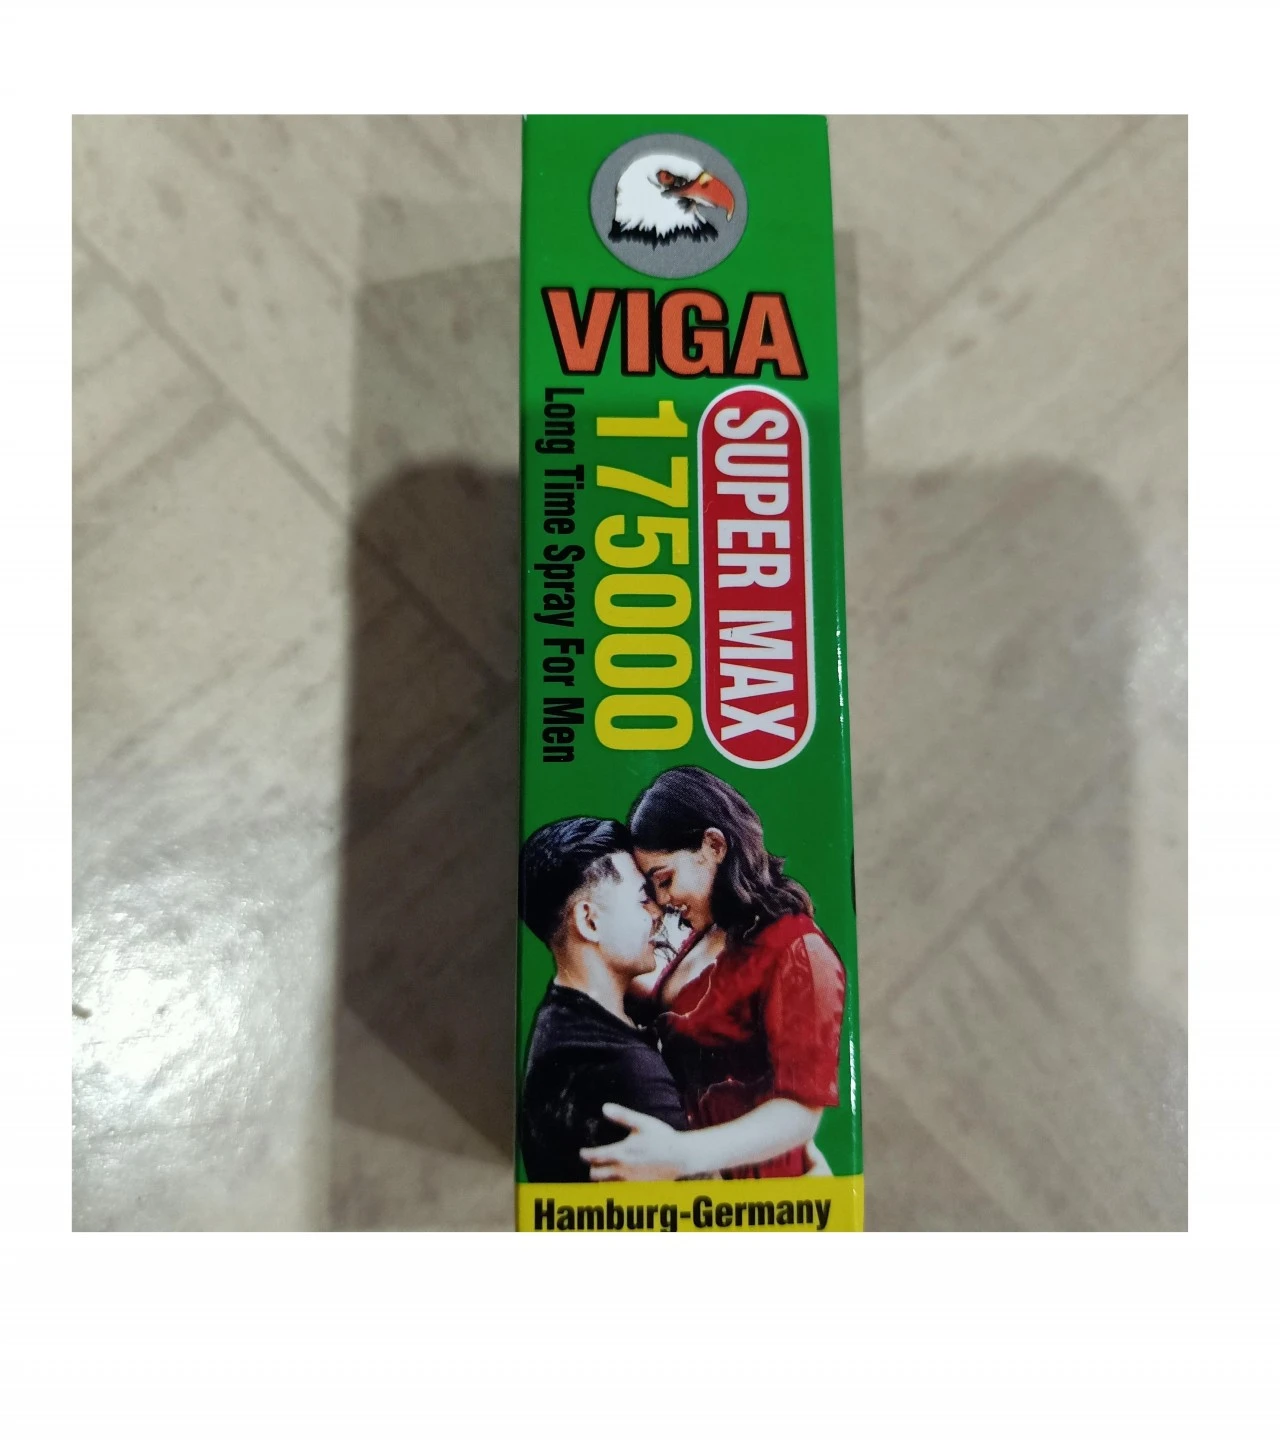 VIGA
SUPER MAX
175000
Long Time Spray For Men
Hamburg-Germany